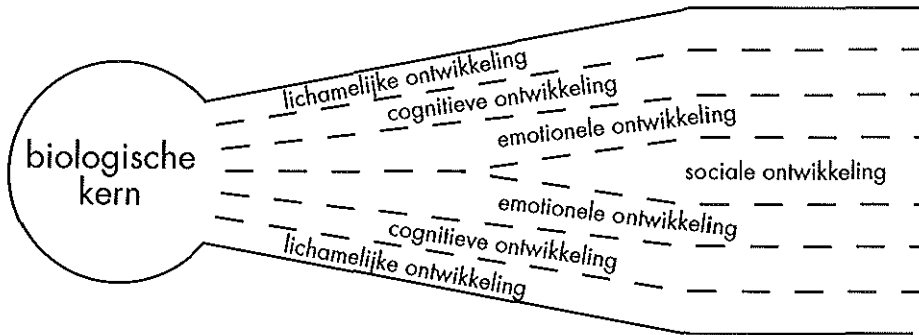 biologische
kern
lichamelijke ontwikkeling
cognitieve ontwikkeling
emotionele ontwikkeling
sociale ontwikkeling
emotionele ontwikkeling
cognitieve ontwikkeling
lichamelijke ontwikkeling